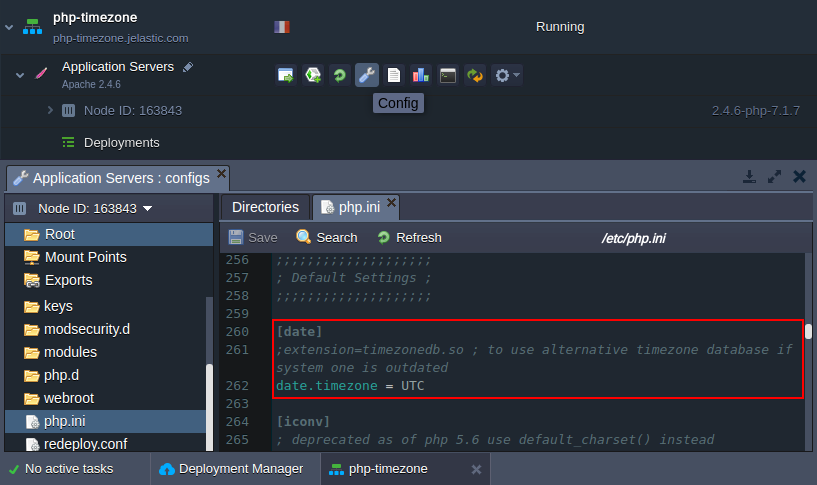 php-timezone
php-timezone.jelastic.com
Running
Application Servers
Apache 2.4.6
Config
Node ID: 163843
2.4.6-php-7.1.7
Deployments
Application Servers : configs
Node ID: 163843
Directories
php.ini
Root
Save
Search
Refresh
/etc/php.ini
Mount Points
Exports
keys
modsecurity.d
modules
php.d
webroot
php.ini
redeploy.conf
256 ;;;;;;;;;;;;;;;;;;;;
257 ; Default Settings ;
258 ;;;;;;;;;;;;;;;;;;;;
259
260 [date]
261 ;extension=timezonedb.so ; to use alternative timezone database if
system one is outdated
262 date.timezone = UTC
263
264 [iconv]
265 ; deprecated as of php 5.6 use default_charset() instead
No active tasks
Deployment Manager
php-timezone